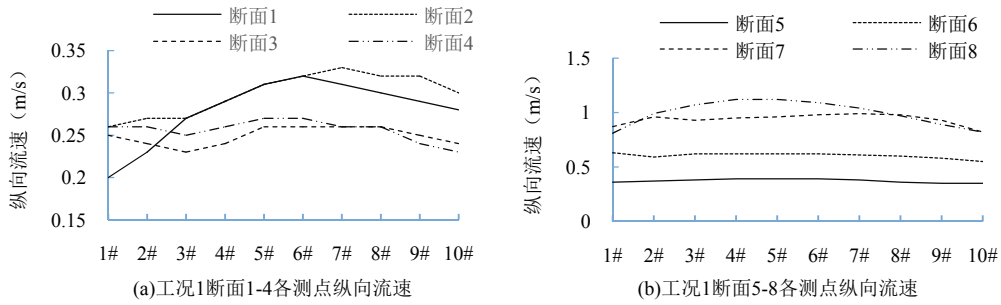 断面1 断面2
断面3 断面4
纵向流速（m/s）
0.35
0.3
0.25
0.2
0.15
1# 2# 3# 4# 5# 6# 7# 8# 9# 10#
(a)工况1断面1-4各测点纵向流速
断面5 断面6
断面7 断面8
纵向流速（m/s）
1.5
1
0.5
0
1# 2# 3# 4# 5# 6# 7# 8# 9# 10#
(b)工况1断面5-8各测点纵向流速